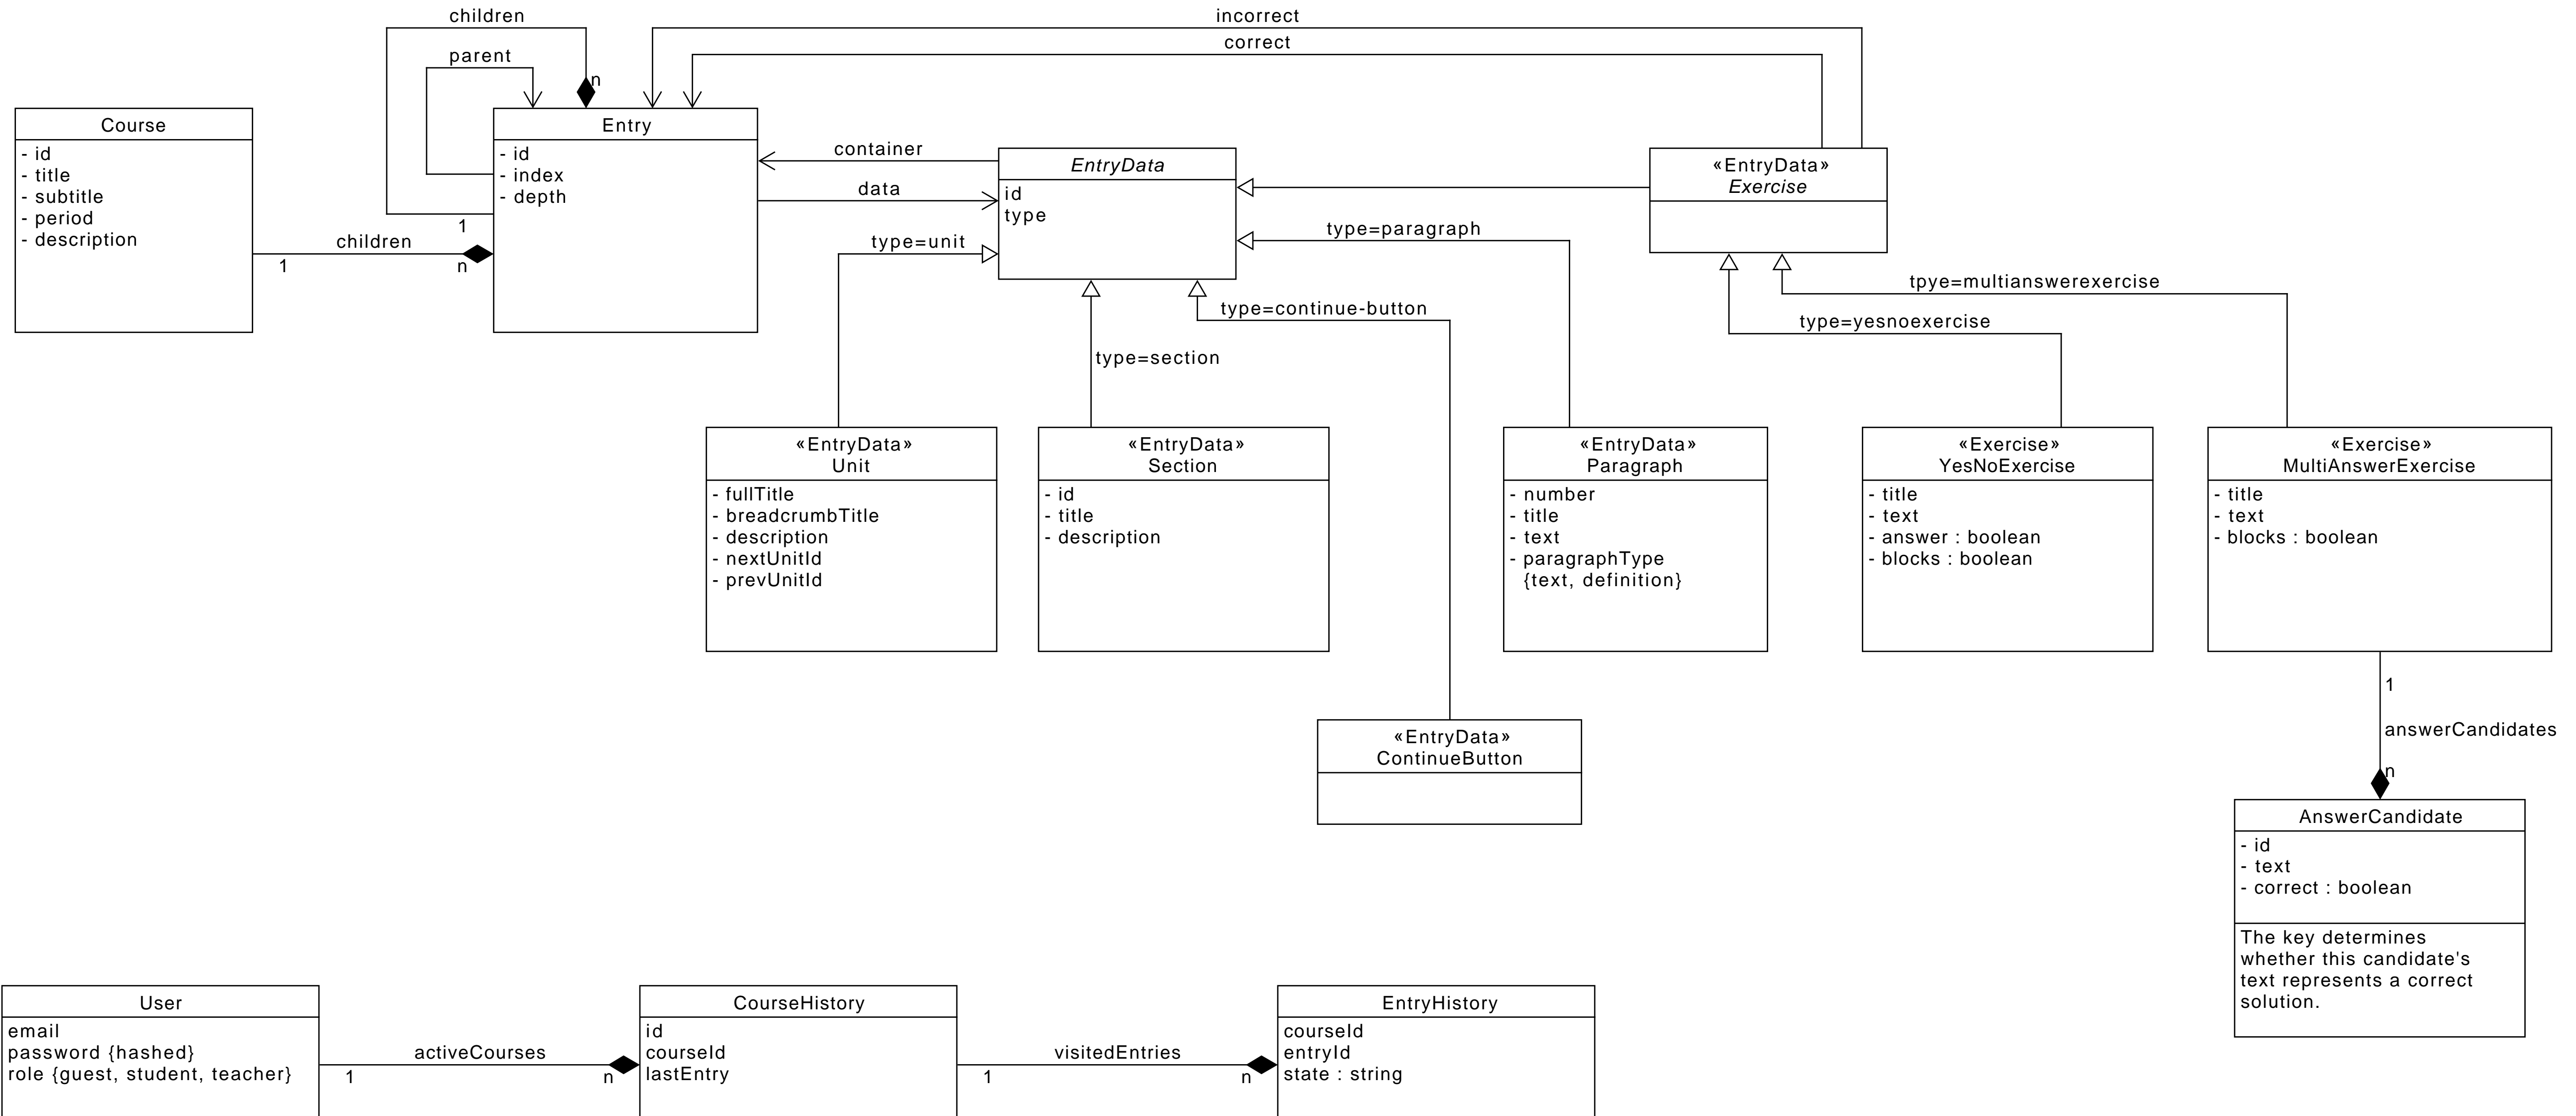 children
incorrect
correct
parent
n
Course
- id
- title
- subtitle
- period
- description
children
1
n
1
Entry
- id
- index
- depth
container
data
EntryData
id
type
«EntryData»
Exercise
type=unit
type=paragraph
type=continue-button
type=section
tpye=multianswerexercise
type=yesnoexercise
«EntryData»
Unit
- fullTitle
- breadcrumbTitle
- description
- nextUnitId
- prevUnitId
«EntryData»
Section
- id
- title
- description
«EntryData»
Paragraph
- number
- title
- text
- paragraphType
{text, definition}
«Exercise»
YesNoExercise
- title
- text
- answer : boolean
- blocks : boolean
«Exercise»
MultiAnswerExercise
- title
- text
- blocks : boolean
1
answerCandidates
n
«EntryData»
ContinueButton
AnswerCandidate
- id
- text
- correct : boolean
The key determines
whether this candidate's
text represents a correct
solution.
User
email
password {hashed}
role {guest, student, teacher}
activeCourses
1
n
CourseHistory
id
courseId
lastEntry
visitedEntries
1
n
EntryHistory
courseId
entryId
state : string